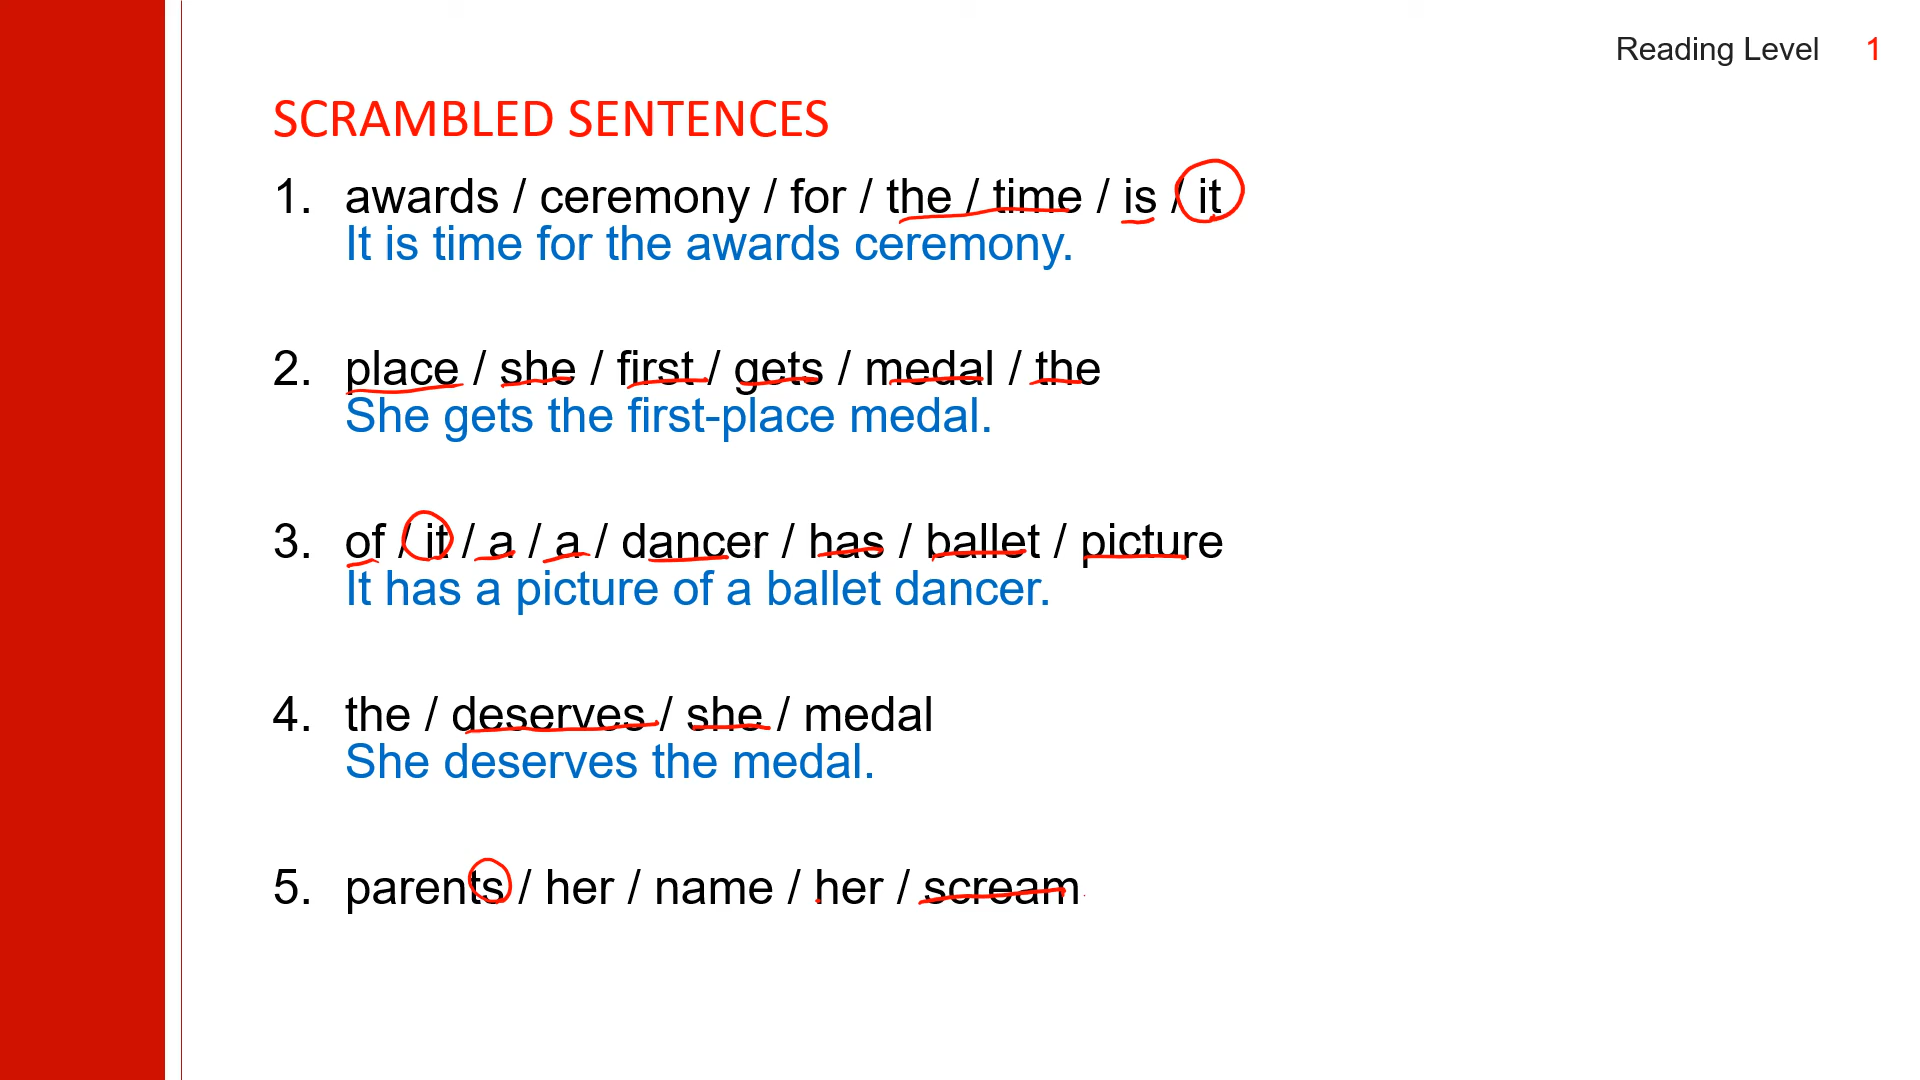 Reading Level 1
SCRAMBLED SENTENCES
1. awards / ceremony / for / the / time / is / it
It is time for the awards ceremony.
2. place / she / first / gets / medal / the
She gets the first-place medal.
3. of / it / a / a / dancer / has / ballet / picture
It has a picture of a ballet dancer.
4. the / deserves / she / medal
She deserves the medal.
5. parents / her / name / her / scream